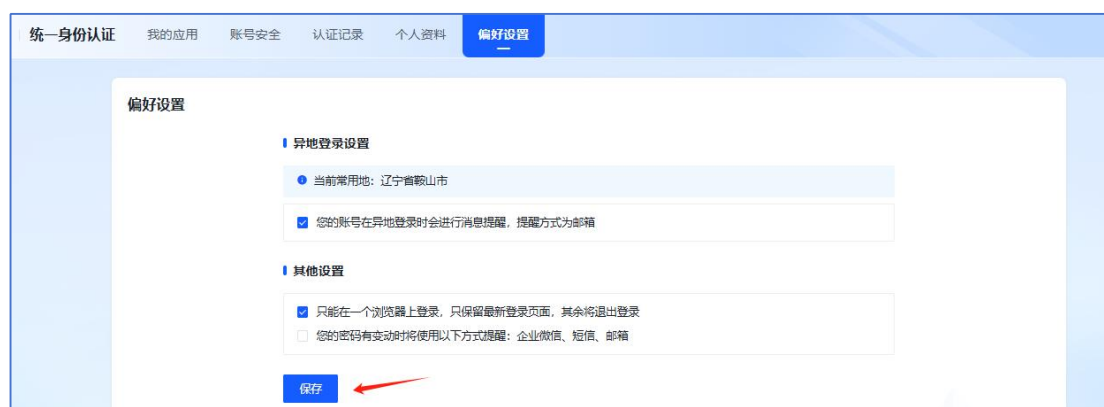 统一身份认证 我的应用 账号安全 认证记录 个人资料 偏好设置
偏好设置
异地登录设置
当前常用地：辽宁省鞍山市
您的账号在异地登录时会进行消息提醒，提醒方式为邮箱
其他设置
只能在一个浏览器上登录，只保留最新登录页面，其余将退出登录
您的密码有变动时将使用以下方式提醒：企业微信、短信、邮箱
保存